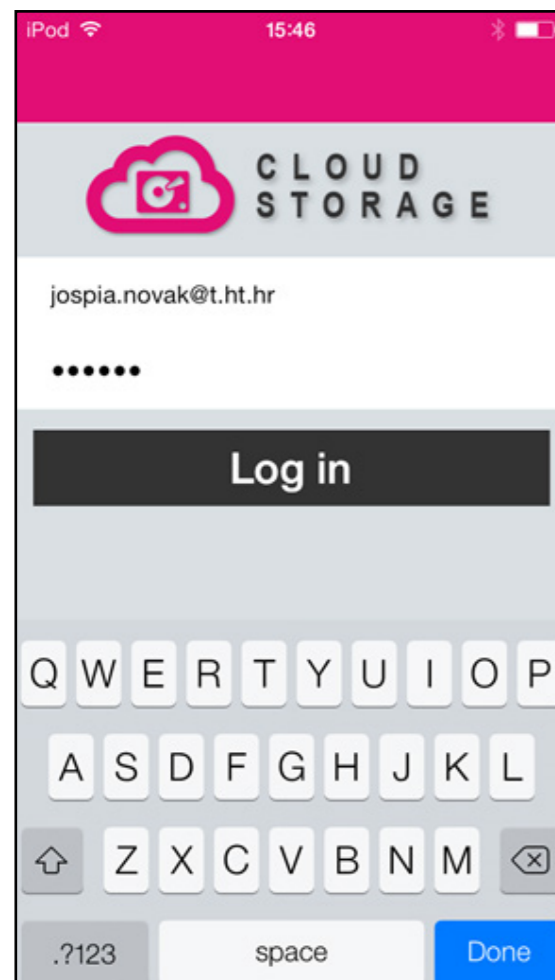 iPod 15:46
CLOUD
STORAGE
jospia.novak@t.ht.hr
••••••
Log in
Q W E R T Y U I O P
A S D F G H J K L
Z X C V B N M
.?123 space Done